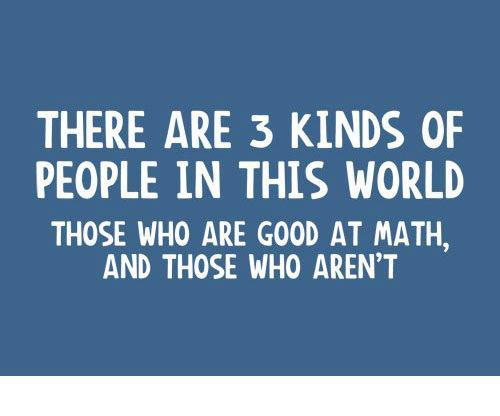 THERE ARE 3 KINDS OF
PEOPLE IN THIS WORLD
THOSE WHO ARE GOOD AT MATH,
AND THOSE WHO AREN'T